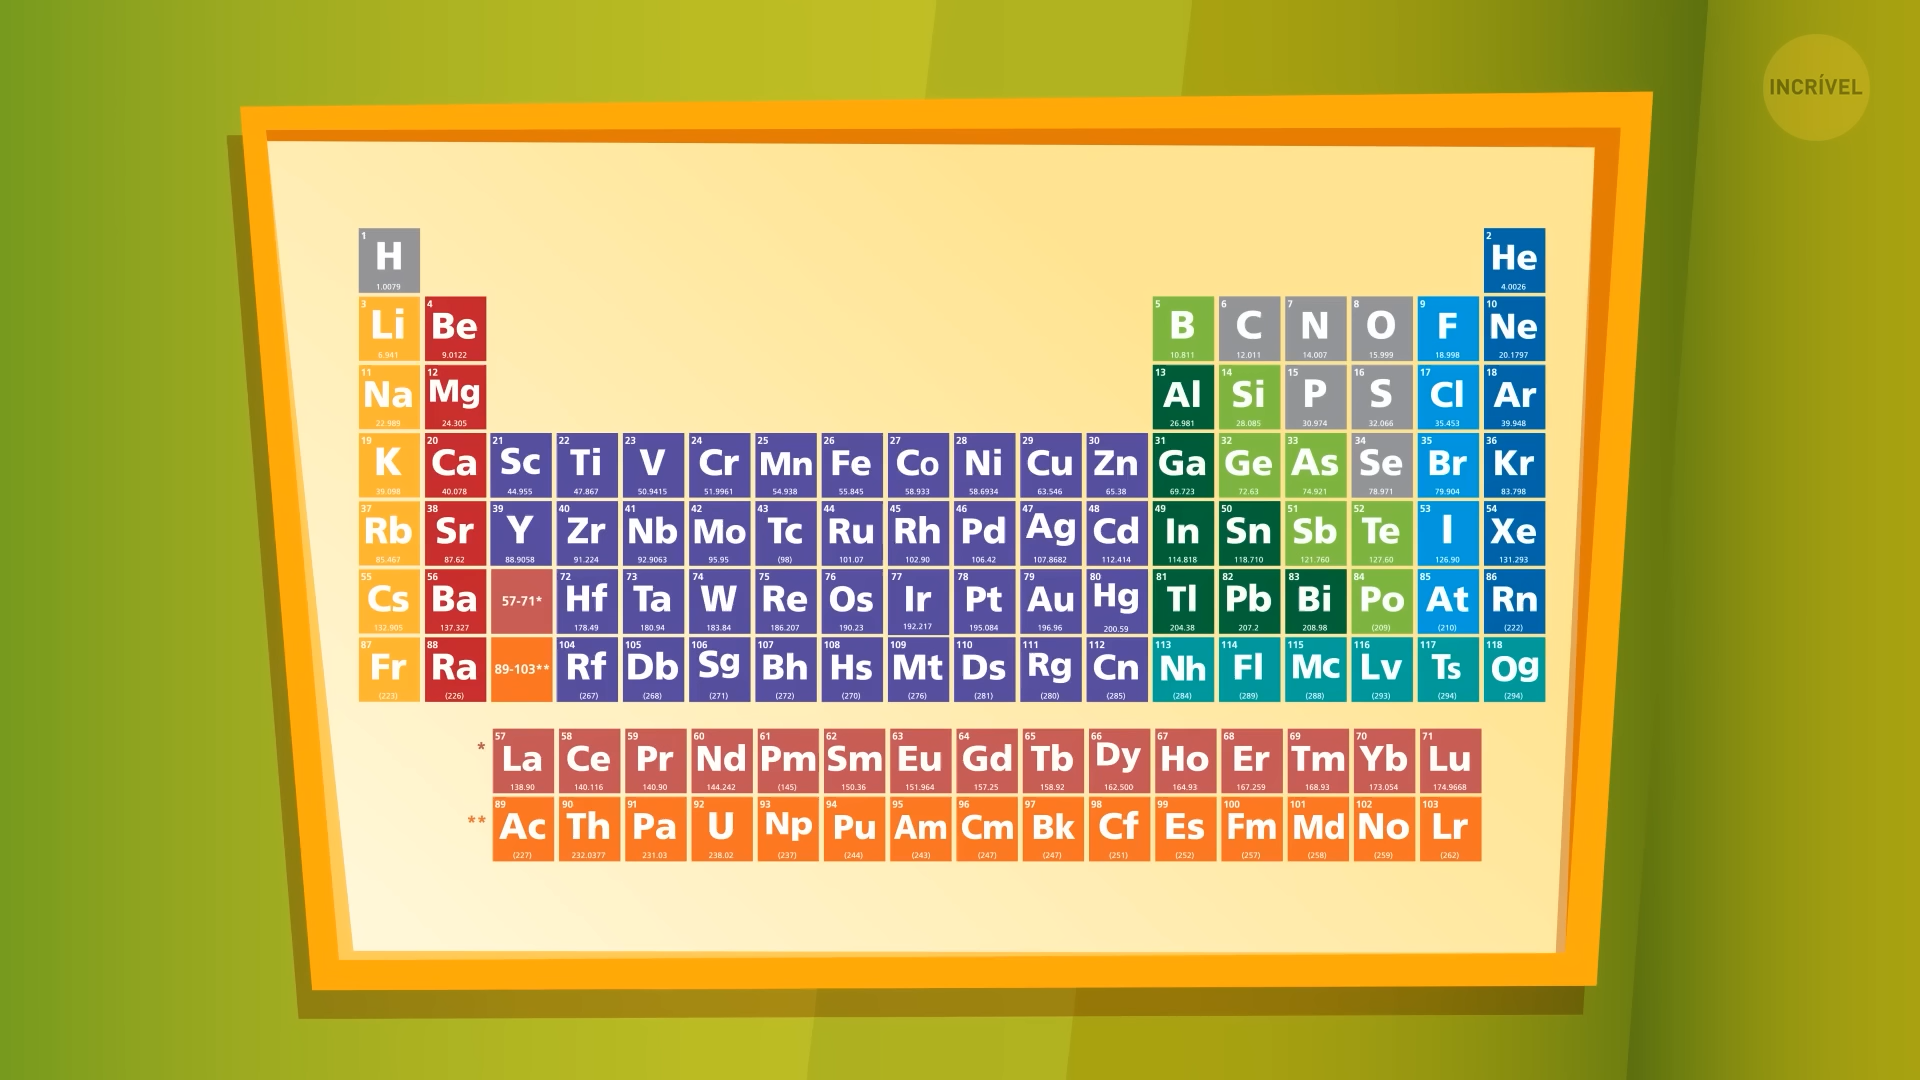 INCRÍVEL
1 2
H He
1.0079 4.0026
3 4 5 6 7 8 9 10
Li Be B C N O F Ne
6.941 9.0122 10.811 12.011 14.007 15.999 18.998 20.1797
11 12 13 14 15 16 17 18
Na Mg Al Si P S Cl Ar
22.989 24.305 26.981 28.085 30.974 32.066 35.453 39.948
19 20 21 22 23 24 25 26 27 28 29 30 31 32 33 34 35 36
K Ca Sc Ti V Cr Mn Fe Co Ni Cu Zn Ga Ge As Se Br Kr
39.098 40.078 44.955 47.867 50.9415 51.9961 54.938 55.845 58.933 58.6934 63.546 65.38 69.723 72.63 74.921 78.971 79.904 83.798
37 38 39 40 41 42 43 44 45 46 47 48 49 50 51 52 53 54
Rb Sr Y Zr Nb Mo Tc Ru Rh Pd Ag Cd In Sn Sb Te I Xe
85.467 87.62 88.9058 91.224 92.9063 95.95 (98) 101.07 102.90 106.42 107.8682 112.414 114.818 118.710 121.760 127.60 126.90 131.293
55 56 72 73 74 75 76 77 78 79 80 81 82 83 84 85 86
Cs Ba 57-71* Hf Ta W Re Os Ir Pt Au Hg Tl Pb Bi Po At Rn
132.905 137.327 178.49 180.94 183.84 186.207 190.23 192.217 195.084 196.96 200.59 204.38 207.2 208.98 (209) (210) (222)
87 88 104 105 106 107 108 109 110 111 112 113 114 115 116 117 118
Fr Ra 89-103** Rf Db Sg Bh Hs Mt Ds Rg Cn Nh Fl Mc Lv Ts Og
(223) (226) (267) (268) (271) (272) (270) (276) (281) (280) (285) (284) (289) (288) (293) (294) (294)
57 58 59 60 61 62 63 64 65 66 67 68 69 70 71
* La Ce Pr Nd Pm Sm Eu Gd Tb Dy Ho Er Tm Yb Lu
138.90 140.116 140.90 144.242 (145) 150.36 151.964 157.25 158.92 162.500 164.93 167.259 168.93 173.054 174.9668
89 90 91 92 93 94 95 96 97 98 99 100 101 102 103
** Ac Th Pa U Np Pu Am Cm Bk Cf Es Fm Md No Lr
(227) 232.0377 231.03 238.02 (237) (244) (243) (247) (247) (251) (252) (257) (258) (259) (262)